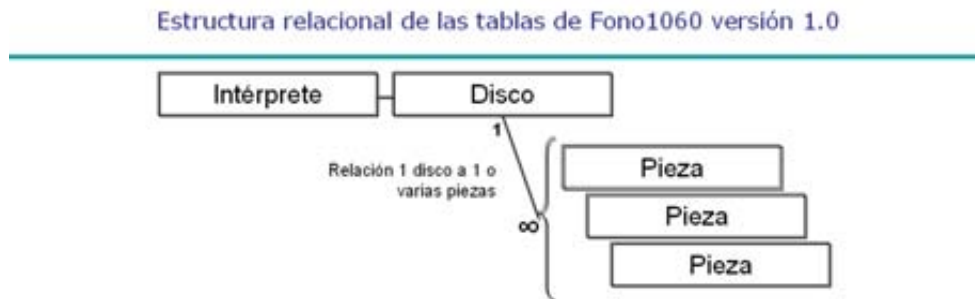 Estructura relacional de las tablas de Fono1060 versión 1.0
Intérprete
Disco
1
Relación 1 disco a 1 o
varias piezas
∞
Pieza
Pieza
Pieza